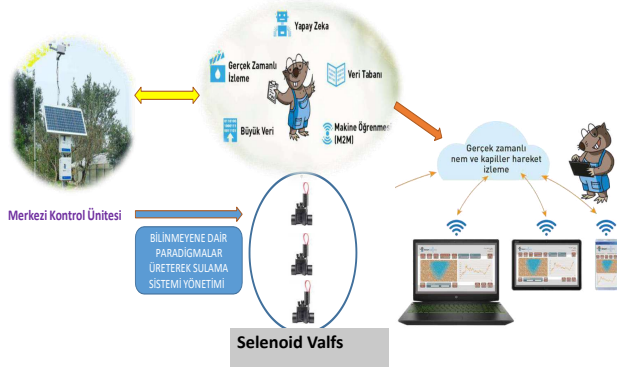 Yapay Zeka
Gerçek Zamanlı
İzleme
Veri Tabanı
Büyük Veri
Makine Öğrenmesi
(M2M)
Gerçek zamanlı
nem ve kapiller hareket
izleme
Merkezi Kontrol Ünitesi
BİLİNMEYENE DAİR
PARADİGMALAR
ÜRETEREK SULAMA
SİSTEMİ YÖNETİMİ
Selenoid Valfs